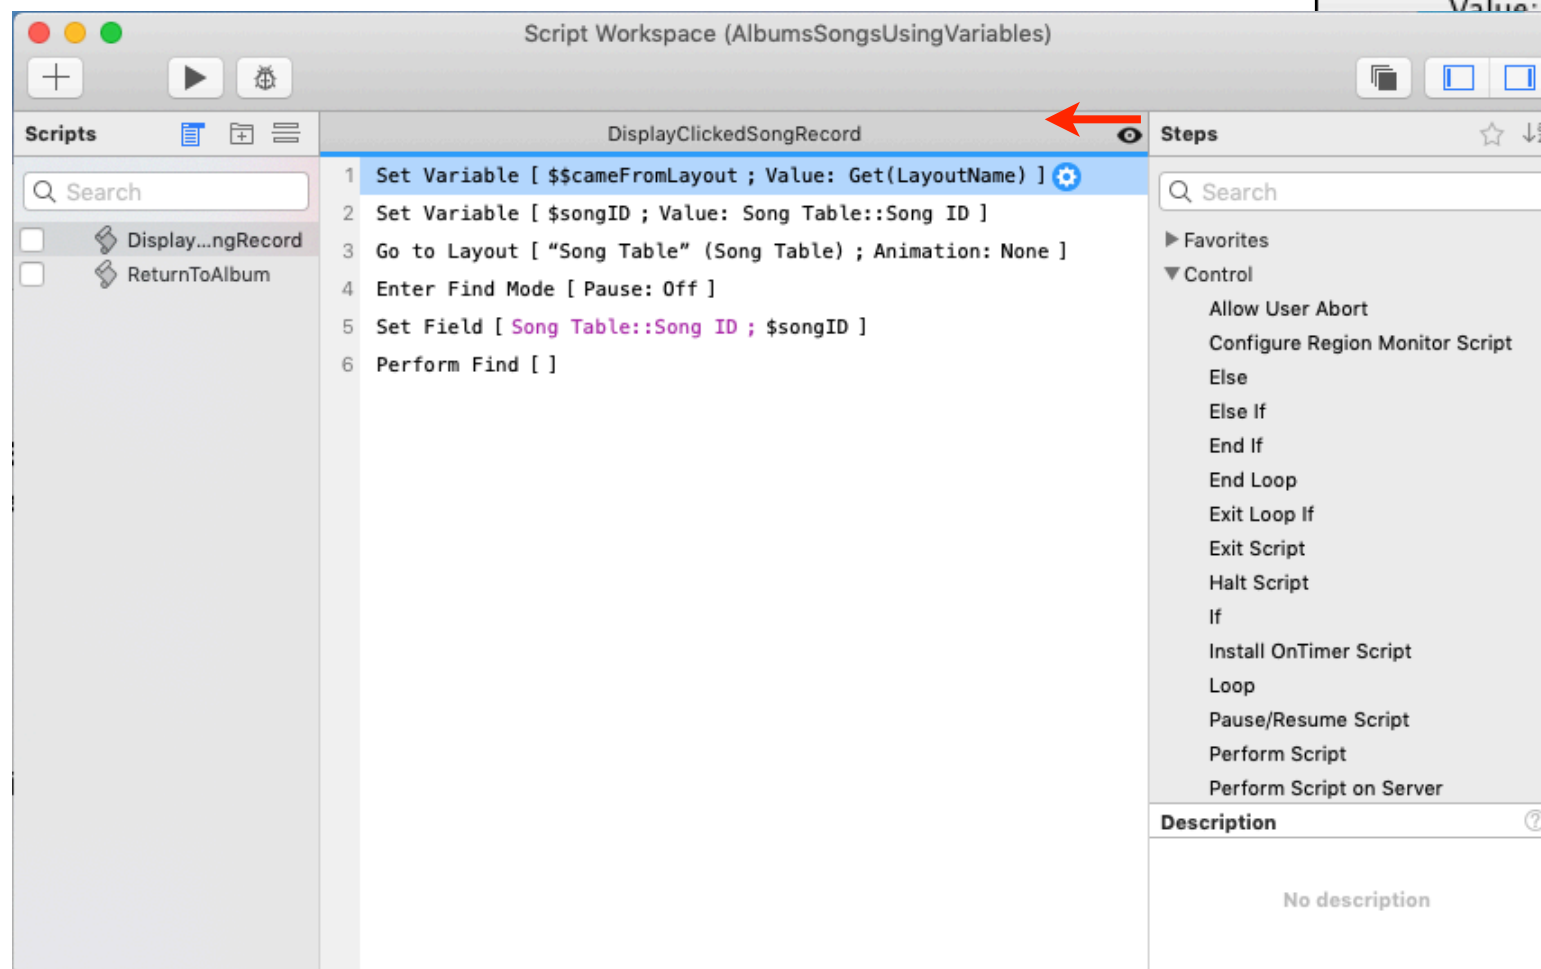 Value:
Script Workspace (AlbumsSongsUsingVariables)
Scripts
Search
Display...ngRecord
ReturnToAlbum
DisplayClickedSongRecord
1 Set Variable [ $$cameFromLayout ; Value: Get(LayoutName) ]
2 Set Variable [ $songID ; Value: Song Table::Song ID ]
3 Go to Layout [ “Song Table” (Song Table) ; Animation: None ]
4 Enter Find Mode [ Pause: Off ]
5 Set Field [ Song Table::Song ID ; $songID ]
6 Perform Find [ ]
Steps
Search
Favorites
Control
Allow User Abort
Configure Region Monitor Script
Else
Else If
End If
End Loop
Exit Loop If
Exit Script
Halt Script
If
Install OnTimer Script
Loop
Pause/Resume Script
Perform Script
Perform Script on Server
Description
No description